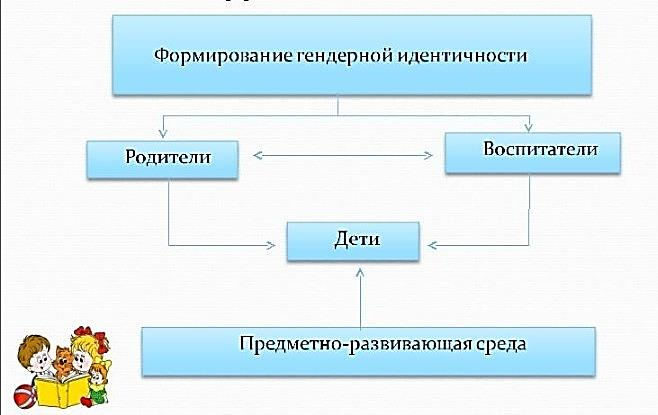 Формирование гендерной идентичности
Родители
Воспитатели
Дети
Предметно-развивающая среда